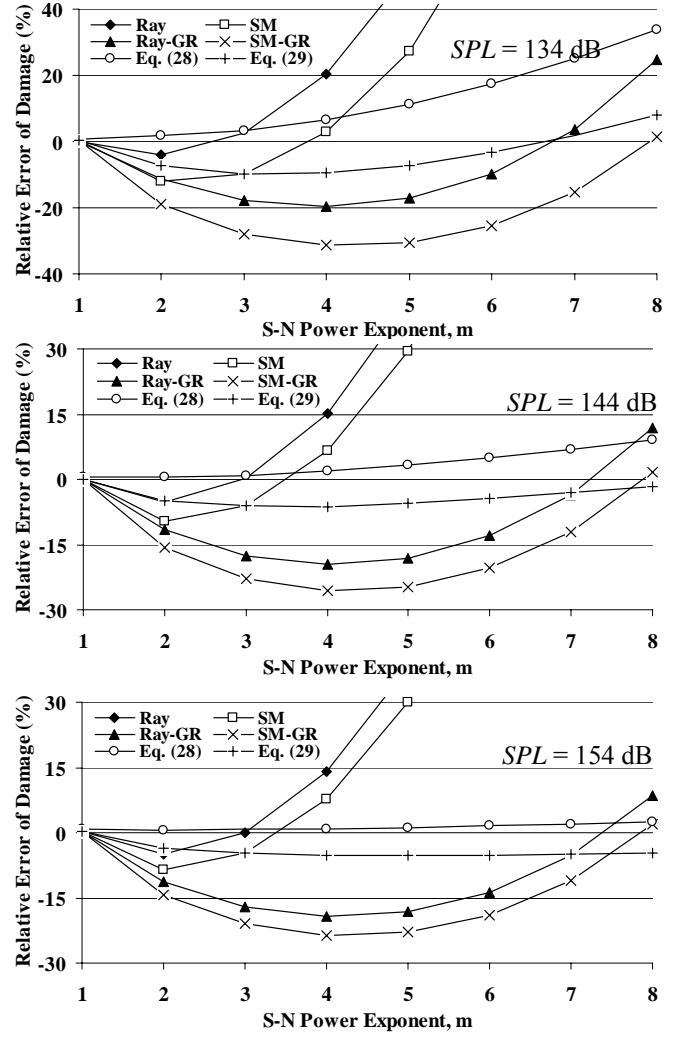 40
20
0
-20
-40
Relative Error of Damage (%)
Ray
SM
Ray-GR
SM-GR
Eq. (28)
Eq. (29)
SPL = 134 dB
1 2 3 4 5 6 7 8
S-N Power Exponent, m
30
15
0
-15
-30
Relative Error of Damage (%)
Ray
SM
Ray-GR
SM-GR
Eq. (28)
Eq. (29)
SPL = 144 dB
1 2 3 4 5 6 7 8
S-N Power Exponent, m
30
15
0
-15
-30
Relative Error of Damage (%)
Ray
SM
Ray-GR
SM-GR
Eq. (28)
Eq. (29)
SPL = 154 dB
1 2 3 4 5 6 7 8
S-N Power Exponent, m